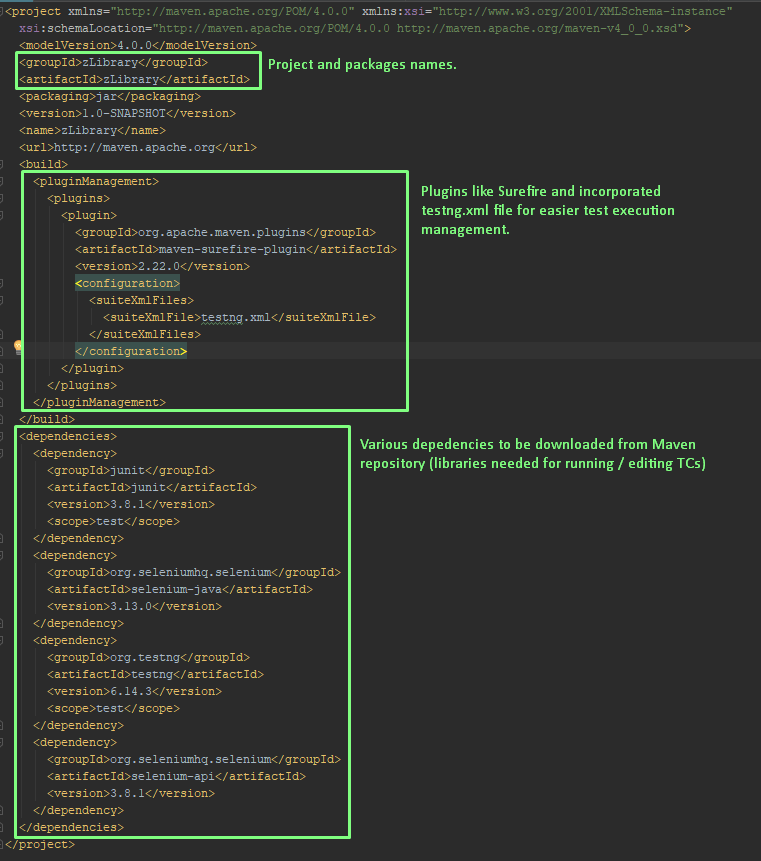 <project xmlns="http://maven.apache.org/POM/4.0.0" xmlns:xsi="http://www.w3.org/2001/XMLSchema-instance"
xsi:schemaLocation="http://maven.apache.org/POM/4.0.0 http://maven.apache.org/maven-v4_0_0.xsd">
<modelVersion>4.0.0</modelVersion>
<groupId>zLibrary</groupId>
<artifactId>zLibrary</artifactId>
Project and packages names.
<packaging>jar</packaging>
<version>1.0-SNAPSHOT</version>
<name>zLibrary</name>
<url>http://maven.apache.org</url>
<build>
<pluginManagement>
<plugins>
<plugin>
<groupId>org.apache.maven.plugins</groupId>
<artifactId>maven-surefire-plugin</artifactId>
<version>2.22.0</version>
<configuration>
<suiteXmlFiles>
<suiteXmlFile>testng.xml</suiteXmlFile>
</suiteXmlFiles>
</configuration>
</plugin>
</plugins>
</pluginManagement>
Plugins like Surefire and incorporated
testng.xml file for easier test execution
management.
</build>
<dependencies>
<dependency>
<groupId>junit</groupId>
<artifactId>junit</artifactId>
<version>3.8.1</version>
<scope>test</scope>
</dependency>
<dependency>
<groupId>org.seleniumhq.selenium</groupId>
<artifactId>selenium-java</artifactId>
<version>3.13.0</version>
</dependency>
<dependency>
<groupId>org.testng</groupId>
<artifactId>testng</artifactId>
<version>6.14.3</version>
<scope>test</scope>
</dependency>
<dependency>
<groupId>org.seleniumhq.selenium</groupId>
<artifactId>selenium-api</artifactId>
<version>3.8.1</version>
</dependency>
</dependencies>
Various depedencies to be downloaded from Maven
repository (libraries needed for running / editing TCs)
</project>